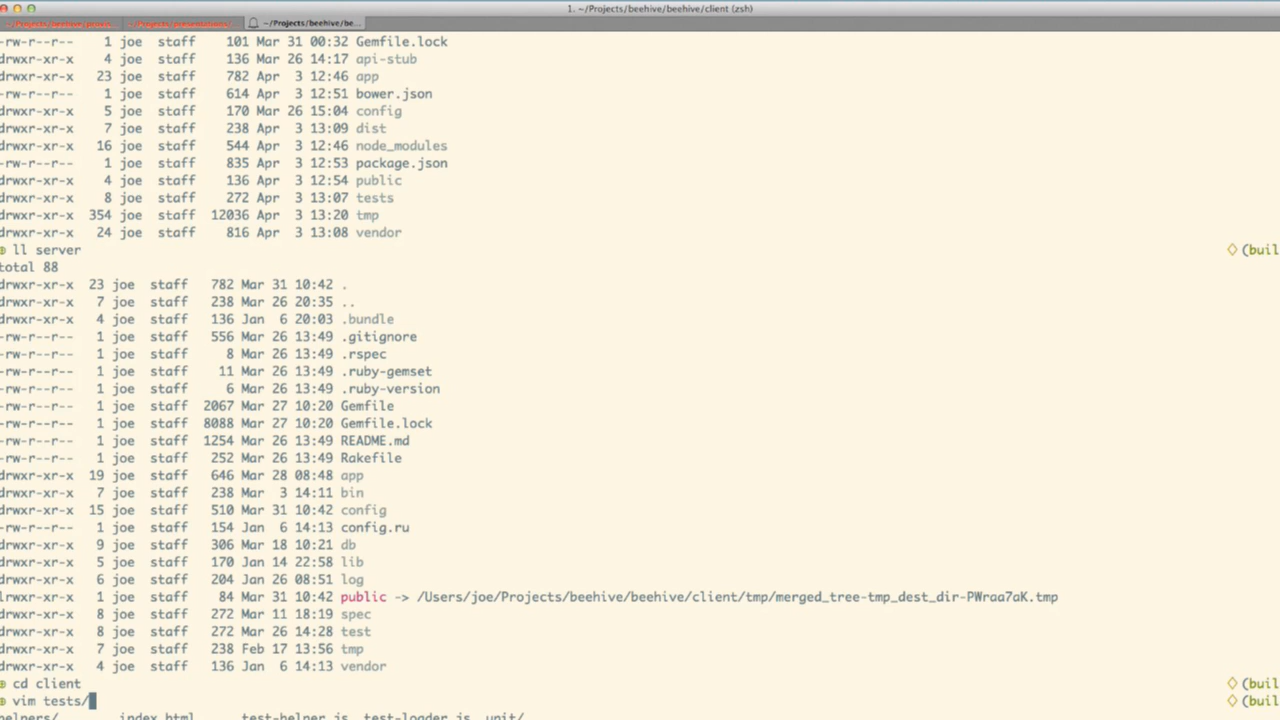 1. ~/Projects/beehive/beehive/client (zsh)
~/Projects/beehive/be...
-rw-r--r-- 1 joe staff 101 Mar 31 00:32 Gemfile.lock
drwxr-xr-x 4 joe staff 136 Mar 26 14:17 api-stub
drwxr-xr-x 23 joe staff 782 Apr 3 12:46 app
-rw-r--r-- 1 joe staff 614 Apr 3 12:51 bower.json
drwxr-xr-x 5 joe staff 170 Mar 26 15:04 config
drwxr-xr-x 7 joe staff 238 Apr 3 13:09 dist
drwxr-xr-x 16 joe staff 544 Apr 3 12:46 node_modules
-rw-r--r-- 1 joe staff 835 Apr 3 12:53 package.json
drwxr-xr-x 4 joe staff 136 Apr 3 12:54 public
drwxr-xr-x 8 joe staff 272 Apr 3 13:07 tests
drwxr-xr-x 354 joe staff 12036 Apr 3 13:20 tmp
drwxr-xr-x 24 joe staff 816 Apr 3 13:08 vendor
ll server (buil
total 88
drwxr-xr-x 23 joe staff 782 Mar 31 10:42 .
drwxr-xr-x 7 joe staff 238 Mar 26 20:35 ..
drwxr-xr-x 4 joe staff 136 Jan 6 20:03 .bundle
-rw-r--r-- 1 joe staff 556 Mar 26 13:49 .gitignore
-rw-r--r-- 1 joe staff 8 Mar 26 13:49 .rspec
-rw-r--r-- 1 joe staff 11 Mar 26 13:49 .ruby-gemset
-rw-r--r-- 1 joe staff 6 Mar 26 13:49 .ruby-version
-rw-r--r-- 1 joe staff 2067 Mar 27 10:20 Gemfile
-rw-r--r-- 1 joe staff 8088 Mar 27 10:20 Gemfile.lock
-rw-r--r-- 1 joe staff 1254 Mar 26 13:49 README.md
-rw-r--r-- 1 joe staff 252 Mar 26 13:49 Rakefile
drwxr-xr-x 19 joe staff 646 Mar 28 08:48 app
drwxr-xr-x 7 joe staff 238 Mar 3 14:11 bin
drwxr-xr-x 15 joe staff 510 Mar 31 10:42 config
-rw-r--r-- 1 joe staff 154 Jan 6 14:13 config.ru
drwxr-xr-x 9 joe staff 306 Mar 18 10:21 db
drwxr-xr-x 5 joe staff 170 Jan 14 22:58 lib
drwxr-xr-x 6 joe staff 204 Jan 26 08:51 log
lrwxr-xr-x 1 joe staff 84 Mar 31 10:42 public -> /Users/joe/Projects/beehive/beehive/client/tmp/merged_tree-tmp_dest_dir-PWraa7aK.tmp
drwxr-xr-x 8 joe staff 272 Mar 11 18:19 spec
drwxr-xr-x 8 joe staff 272 Mar 26 14:28 test
drwxr-xr-x 7 joe staff 238 Feb 17 13:56 tmp
drwxr-xr-x 4 joe staff 136 Jan 6 14:13 vendor
cd client (buil
vim tests/ (buil
helpers/ index.html test-helper.js test-loader.js unit/